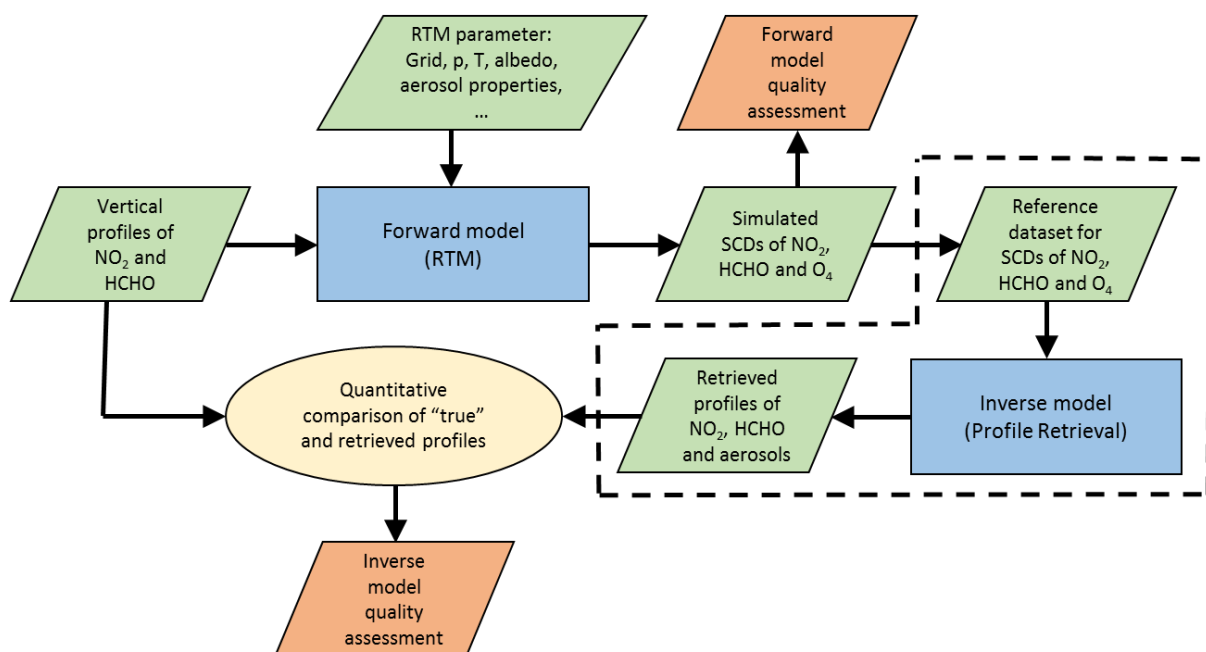 RTM parameter:
Grid, p, T, albedo,
aerosol properties,
...
Forward
model
quality
assessment
Vertical
profiles of
NO₂ and
HCHO
Forward model
(RTM)
Simulated
SCDs of NO₂,
HCHO and O₄
Reference
dataset for
SCDs of NO₂,
HCHO and O₄
Quantitative
comparison of “true”
and retrieved profiles
Retrieved
profiles of
NO₂, HCHO
and aerosols
Inverse model
(Profile Retrieval)
Inverse
model
quality
assessment